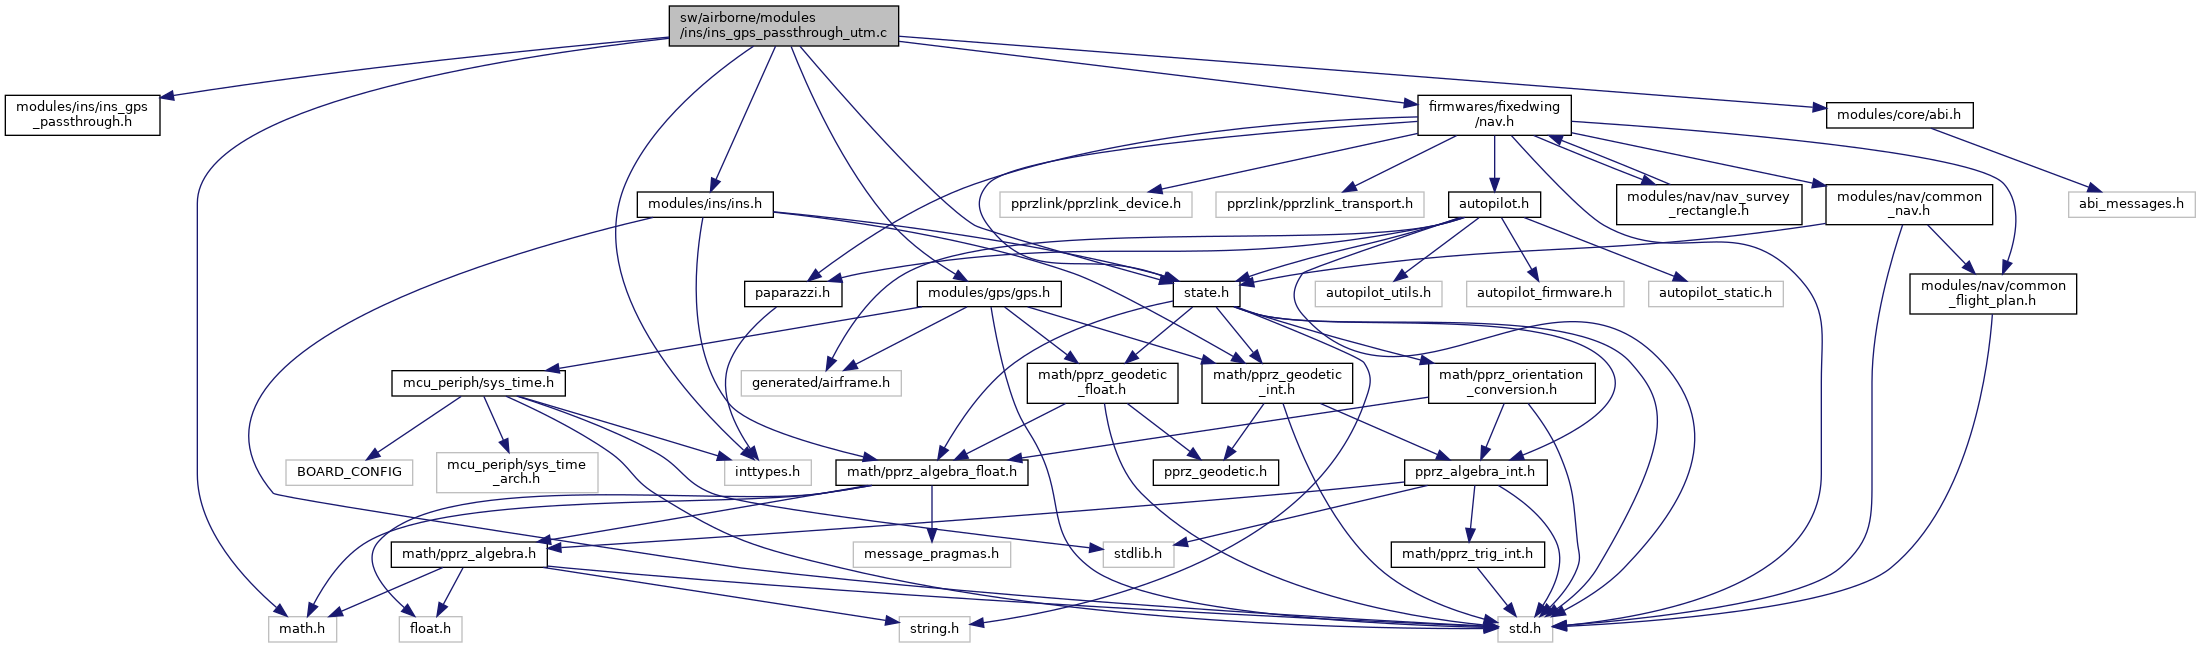 sw/airborne/modules
/ins/ins_gps_passthrough_utm.c
modules/ins/ins_gps
_passthrough.h
firmwares/fixedwing
/nav.h
modules/core/abi.h
modules/ins/ins.h
pprzlink/pprzlink_device.h
pprzlink/pprzlink_transport.h
autopilot.h
modules/nav/nav_survey
_rectangle.h
modules/nav/common
_nav.h
abi_messages.h
paparazzi.h
modules/gps/gps.h
state.h
autopilot_utils.h
autopilot_firmware.h
autopilot_static.h
modules/nav/common
_flight_plan.h
mcu_periph/sys_time.h
generated/airframe.h
math/pprz_geodetic
_float.h
math/pprz_geodetic
_int.h
math/pprz_orientation
_conversion.h
BOARD_CONFIG
mcu_periph/sys_time
_arch.h
inttypes.h
math/pprz_algebra_float.h
pprz_geodetic.h
pprz_algebra_int.h
math/pprz_algebra.h
message_pragmas.h
stdlib.h
math/pprz_trig_int.h
math.h
float.h
string.h
std.h